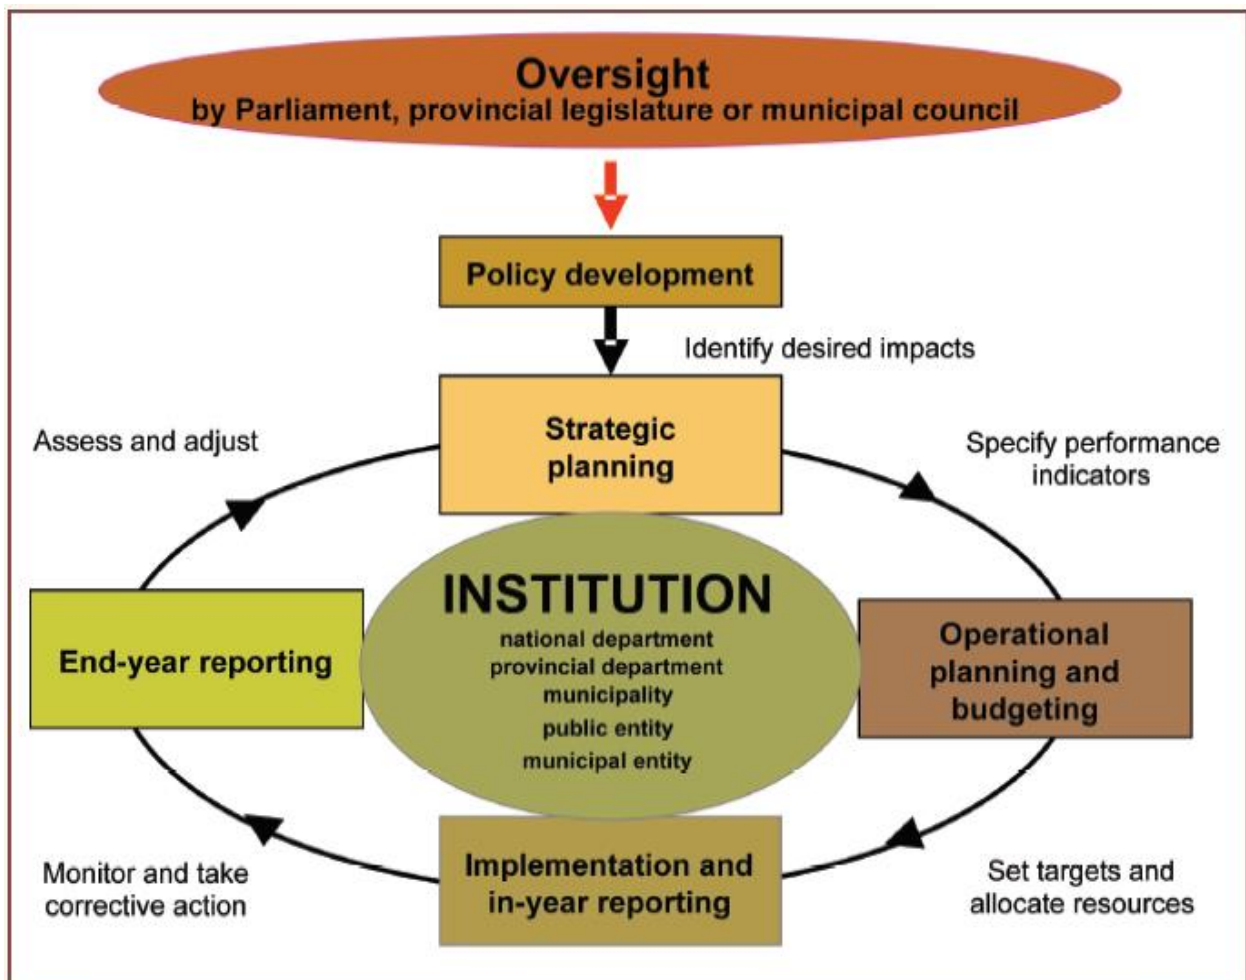 Oversight
by Parliament, provincial legislature or municipal council
Policy development
Identify desired impacts
Strategic
planning
Assess and adjust
Specify performance
indicators
INSTITUTION
national department
provincial department
municipality
public entity
municipal entity
End-year reporting
Operational
planning and
budgeting
Implementation and
in-year reporting
Monitor and take
corrective action
Set targets and
allocate resources